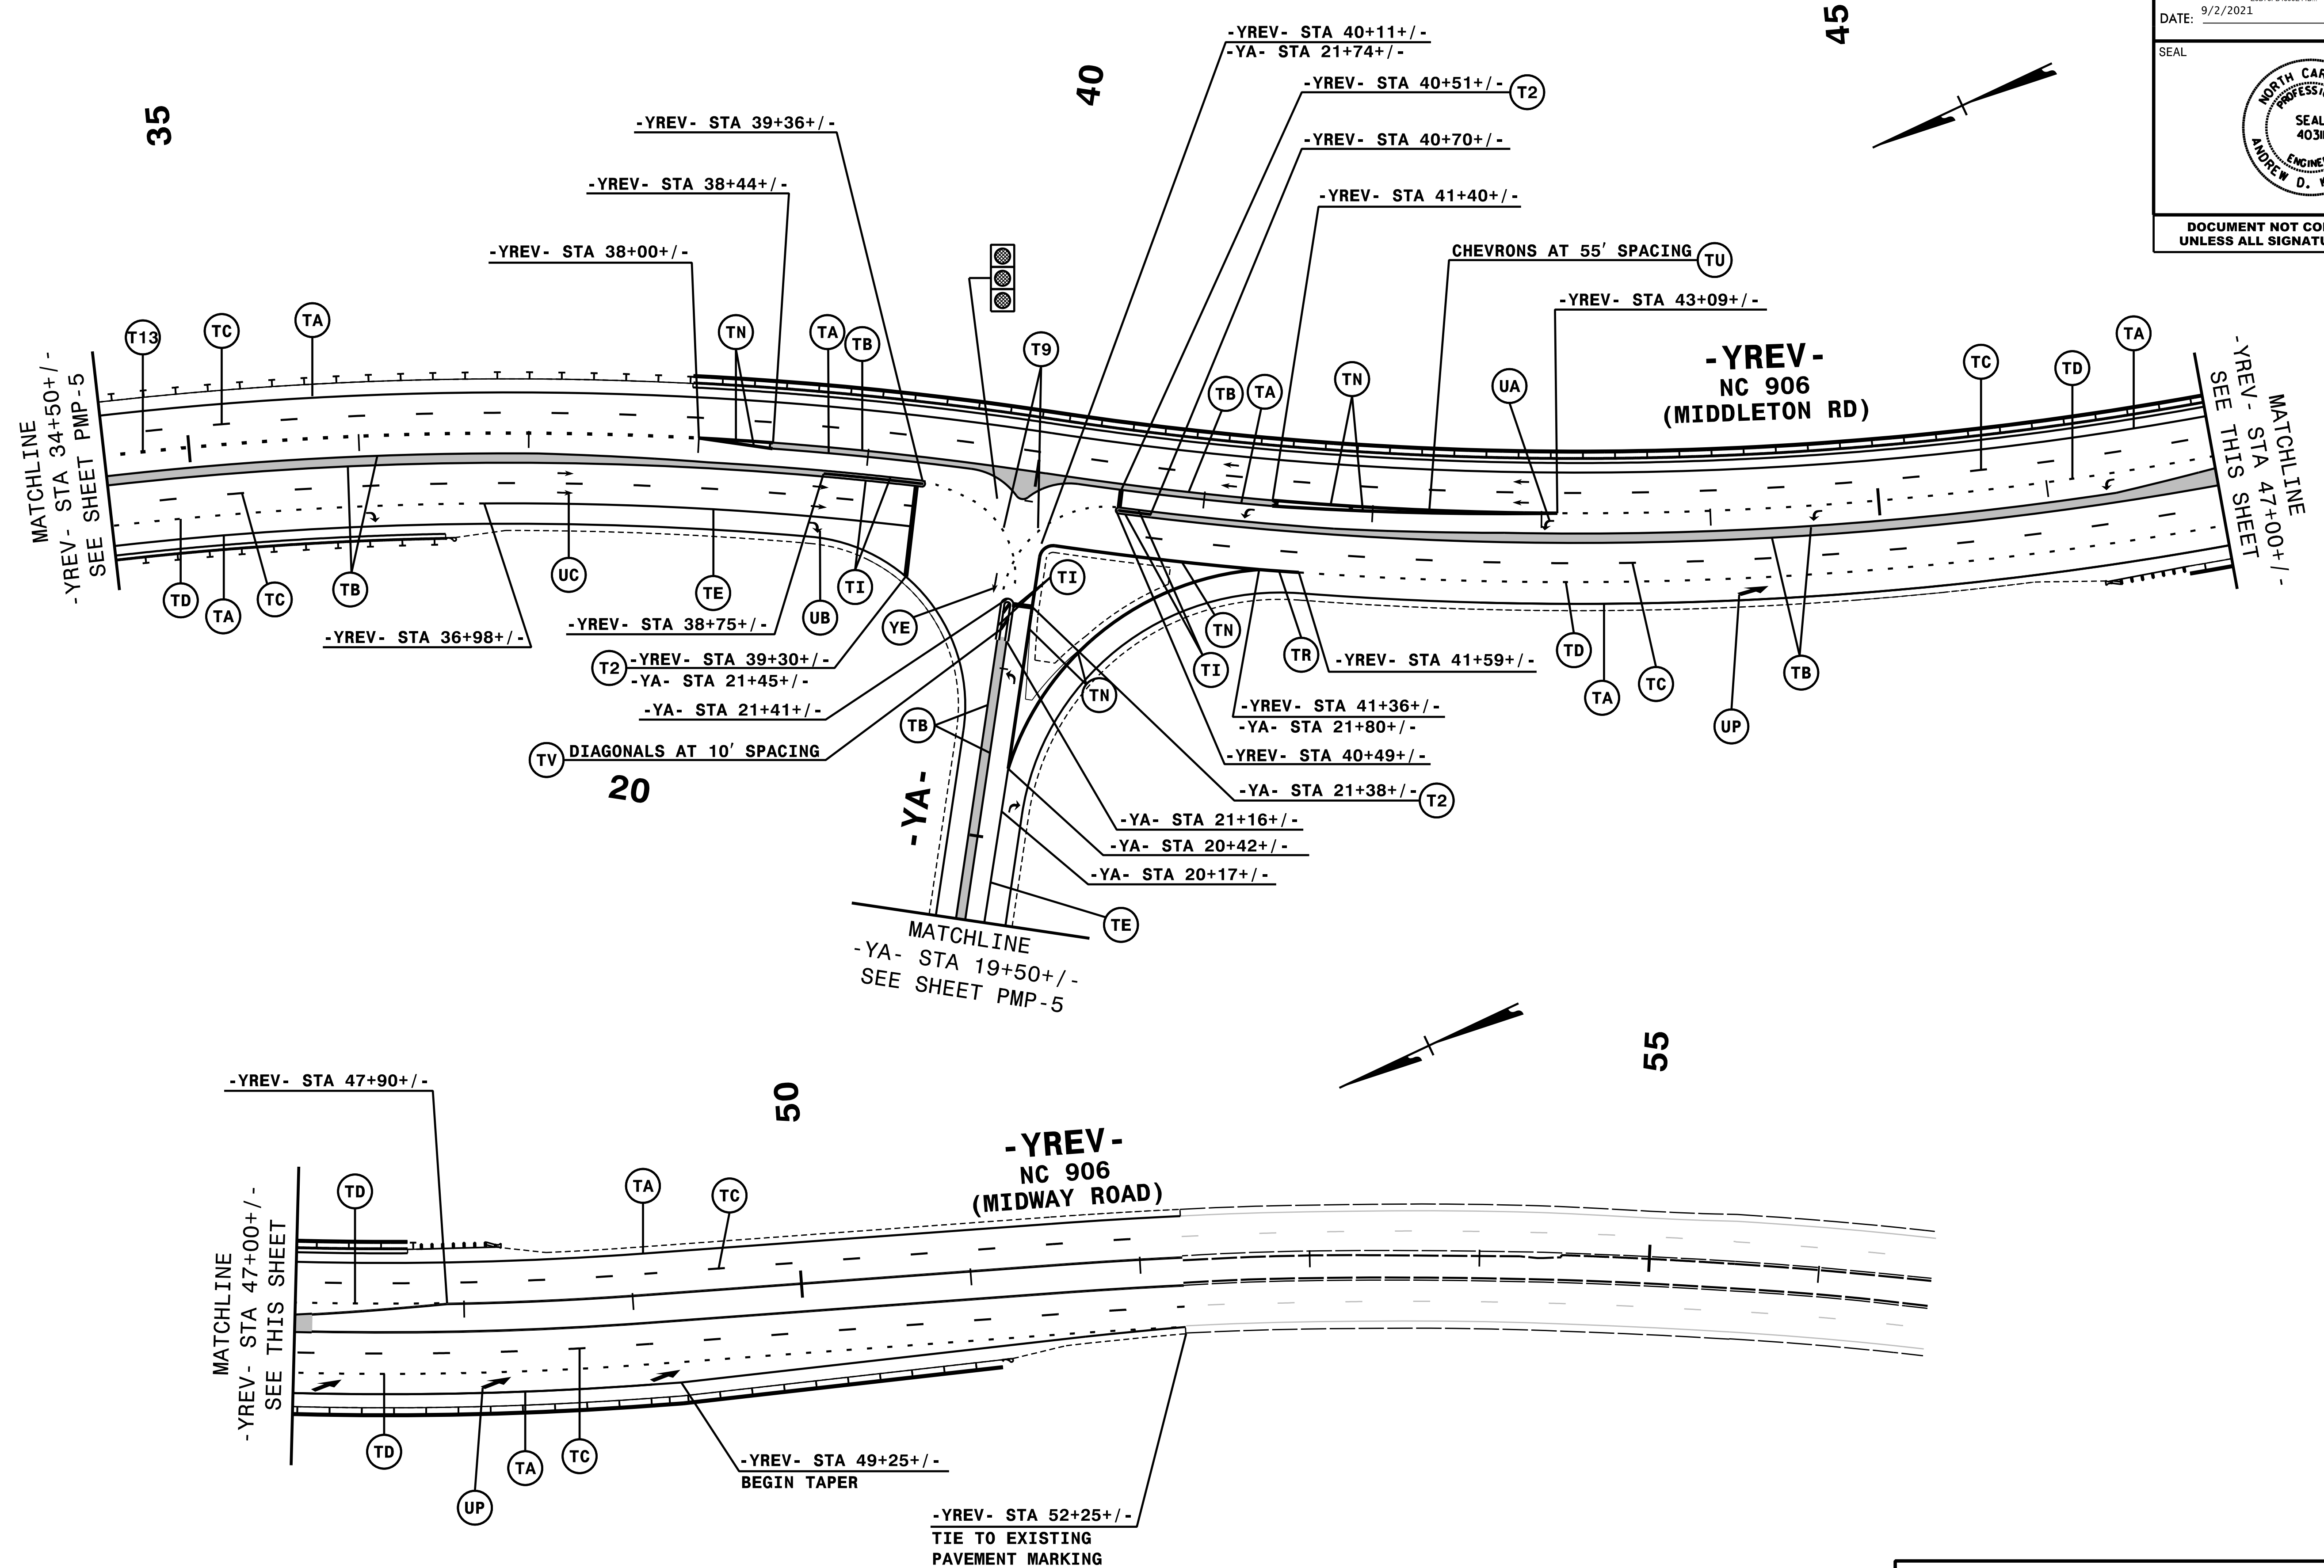 45
DATE: 9/2/2021
SEAL
NORTH CAR
PROFESSI
SEAL
ANDREW D.
DOCUMENT NOT CO
UNLESS ALL SIGNAT
-YREV- STA 40+11+/-
-YA- STA 21+74+/-
40
-YREV- STA 40+51+/- T2
35
-YREV- STA 39+36+/-
-YREV- STA 40+70+/-
-YREV- STA 38+44+/-
-YREV- STA 41+40+/-
-YREV- STA 38+00+/-
CHEVRONS AT 55' SPACING TU
-YREV- STA 43+09+/-
T13
TC
TA
TN
TA
TB
T9
TB
TA
TN
UA
-YREV-
NC 906
(MIDDLETON RD)
TC
TD
TA
MATCHLINE
-YREV- STA 34+50+/-
SEE SHEET PMP-5
MATCHLINE
-YREV- STA 47+00+/-
SEE THIS SHEET
TD
TA
TC
TB
UC
TE
UB
TI
YE
TI
TN
TI
TR
TN
TD
TA
TC
UP
TB
-YREV- STA 36+98+/-
-YREV- STA 38+75+/-
T2 -YREV- STA 39+30+/-
-YA- STA 21+45+/-
-YA- STA 21+41+/-
TV DIAGONALS AT 10' SPACING
TB
-YREV- STA 41+59+/-
-YREV- STA 41+36+/-
-YA- STA 21+80+/-
-YREV- STA 40+49+/-
-YA- STA 21+38+/- T2
-YA- STA 21+16+/-
-YA- STA 20+42+/-
-YA- STA 20+17+/-
20
-YA-
TE
MATCHLINE
-YA- STA 19+50+/-
SEE SHEET PMP-5
-YREV- STA 47+90+/-
50
55
-YREV-
NC 906
(MIDWAY ROAD)
TD
TA
TC
MATCHLINE
-YREV- STA 47+00+/-
SEE THIS SHEET
TD
UP
TA
TC
-YREV- STA 49+25+/-
BEGIN TAPER
-YREV- STA 52+25+/-
TIE TO EXISTING
PAVEMENT MARKING